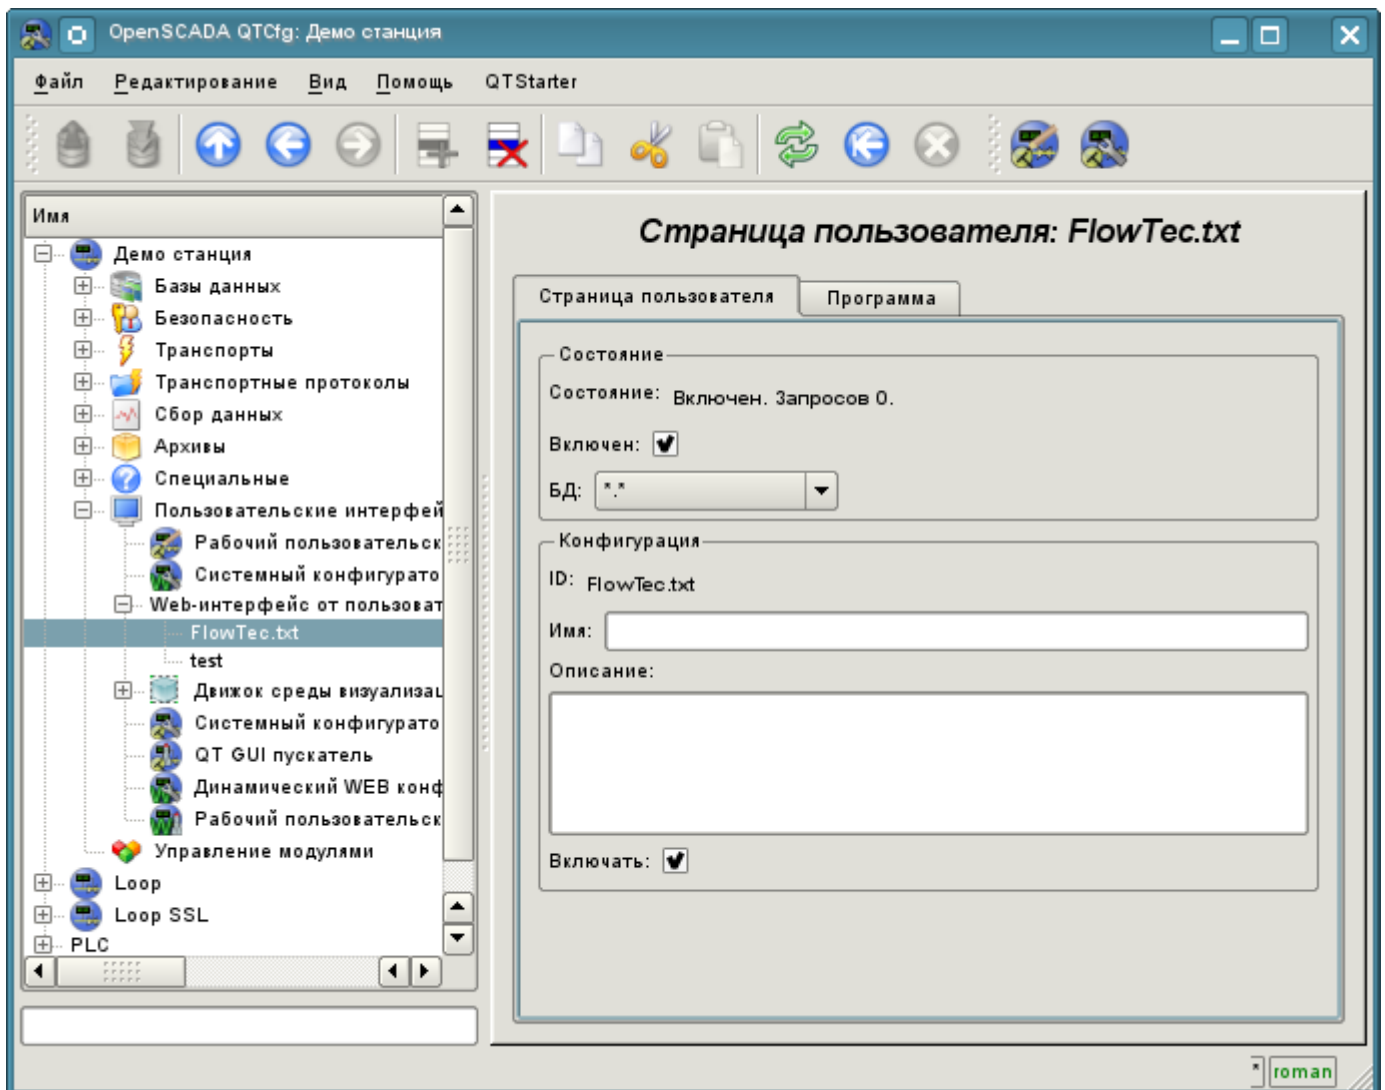 OpenSCADA QTCfg: Демо станция
Файл Редактирование Вид Помощь QTStarter
Имя
Демо станция
Базы данных
Безопасность
Транспорты
Транспортные протоколы
Сбор данных
Архивы
Специальные
Пользовательские интерфей
Рабочий пользовательск
Системный конфигурато
Web-интерфейс от пользоват
FlowTec.txt
test
Движок среды визуализац
Системный конфигурато
QT GUI пускатель
Динамический WEB конф
Рабочий пользовательск
Управление модулями
Loop
Loop SSL
PLC
Страница пользователя: FlowTec.txt
Страница пользователя Программа
Состояние
Состояние: Включен. Запросов 0.
Включен:
БД: *.*
Конфигурация
ID: FlowTec.txt
Имя:
Описание:
Включать:
* roman